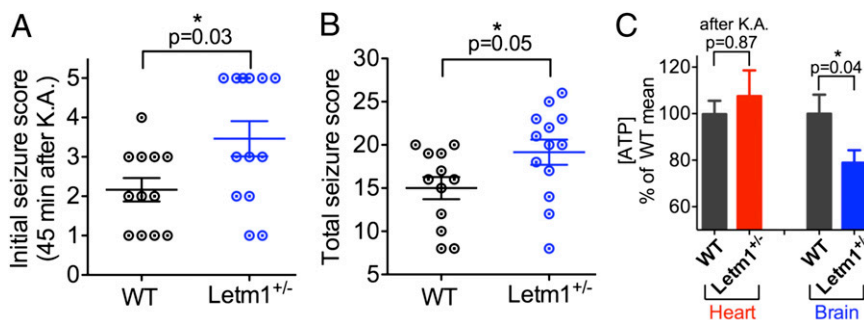 A
*
p=0.03
Initial seizure score
(45 min after K.A.)
5
4
3
2
1
0
WT
Letm1+/-
B
*
p=0.05
Total seizure score
30
25
20
15
10
5
WT
Letm1+/-
C
after K.A.
p=0.87
*
p=0.04
[ATP]
% of WT mean
120
100
80
60
WT
Letm1+/-
WT
Letm1+/-
Heart
Brain